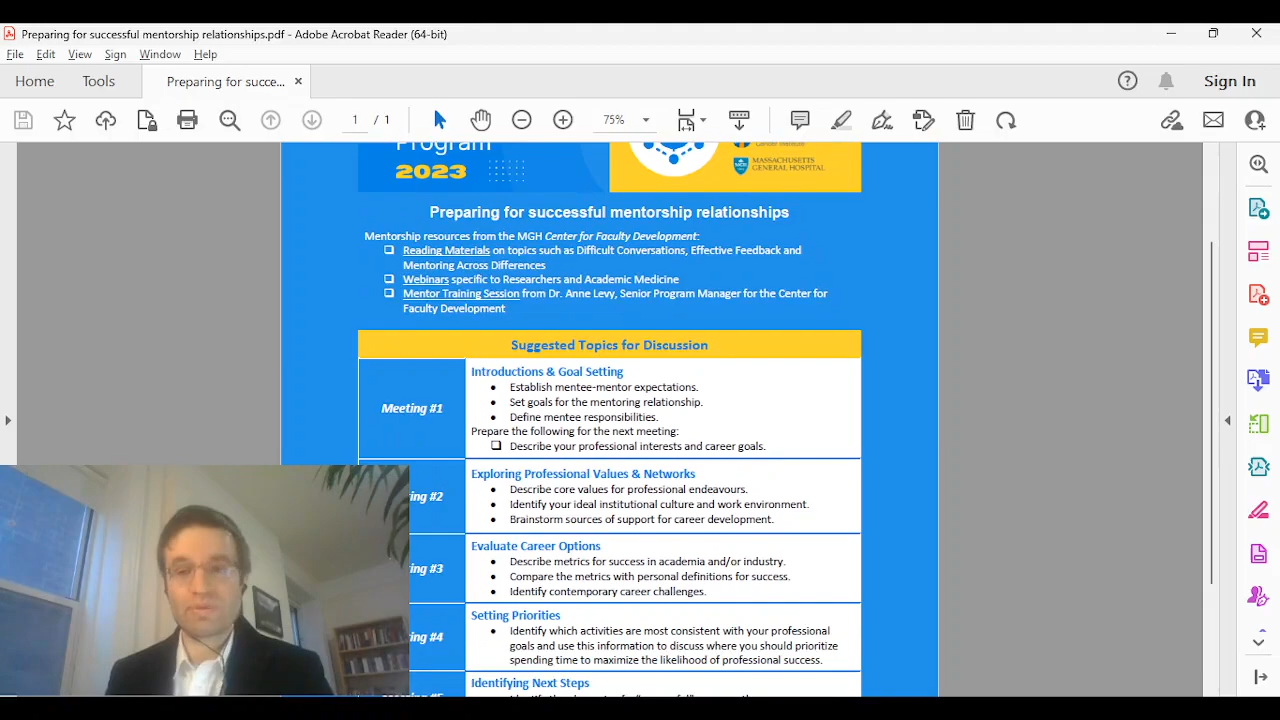 Preparing for successful mentorship relationships.pdf - Adobe Acrobat Reader (64-bit)
File Edit View Sign Window Help
Home Tools Preparing for succe... Sign In
1 / 1 75%
Program
2023
MASSACHUSETTS
GENERAL HOSPITAL
Preparing for successful mentorship relationships
Mentorship resources from the MGH Center for Faculty Development:
Reading Materials on topics such as Difficult Conversations, Effective Feedback and
Mentoring Across Differences
Webinars specific to Researchers and Academic Medicine
Mentor Training Session from Dr. Anne Levy, Senior Program Manager for the Center for
Faculty Development
Suggested Topics for Discussion
Meeting #1
Introductions & Goal Setting
• Establish mentee-mentor expectations.
• Set goals for the mentoring relationship.
• Define mentee responsibilities.
Prepare the following for the next meeting:
Describe your professional interests and career goals.
#2
Exploring Professional Values & Networks
• Describe core values for professional endeavours.
• Identify your ideal institutional culture and work environment.
• Brainstorm sources of support for career development.
#3
Evaluate Career Options
• Describe metrics for success in academia and/or industry.
• Compare the metrics with personal definitions for success.
• Identify contemporary career challenges.
#4
Setting Priorities
• Identify which activities are most consistent with your professional
goals and use this information to discuss where you should prioritize
spending time to maximize the likelihood of professional success.
Identifying Next Steps